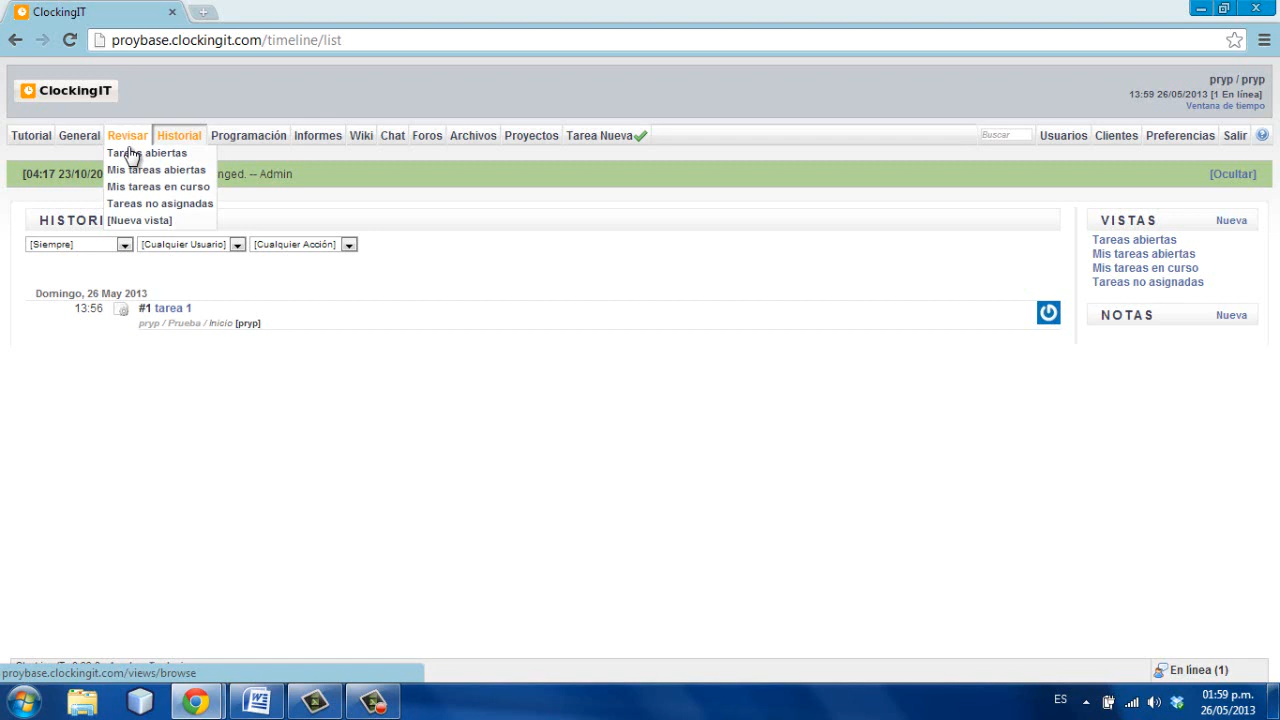 ClockingIT
proybase.clockingit.com/timeline/list
ClockingIT
pryp / pryp
13:59 26/05/2013 [1 En línea]
Ventana de tiempo
Tutorial General Revisar Historial Programación Informes Wiki Chat Foros Archivos Proyectos Tarea Nueva Buscar Usuarios Clientes Preferencias Salir
Tareas abiertas
Mis tareas abiertas
Mis tareas en curso
Tareas no asignadas
[Nueva vista]
[04:17 23/10/20 nged. -- Admin [Ocultar]
HISTORI
[Siempre] [Cualquier Usuario] [Cualquier Acción]
Domingo, 26 May 2013
13:56 #1 tarea 1
pryp / Prueba / Inicio [pryp]
VISTAS Nueva
Tareas abiertas
Mis tareas abiertas
Mis tareas en curso
Tareas no asignadas
NOTAS Nueva
proybase.clockingit.com/views/browse
En línea (1)
ES
01:59 p.m.
26/05/2013